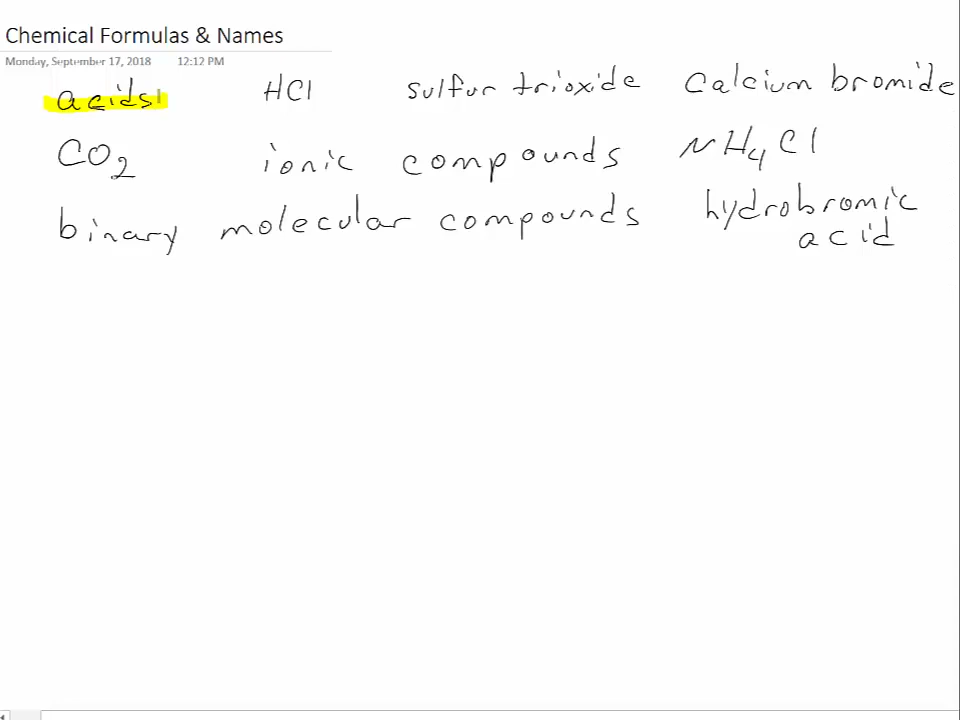 Chemical Formulas & Names
Monday, September 17, 2018 12:12 PM
acids HCl sulfur trioxide Calcium bromide
CO2 ionic compounds NH4Cl
binary molecular compounds hydrobromic
acid